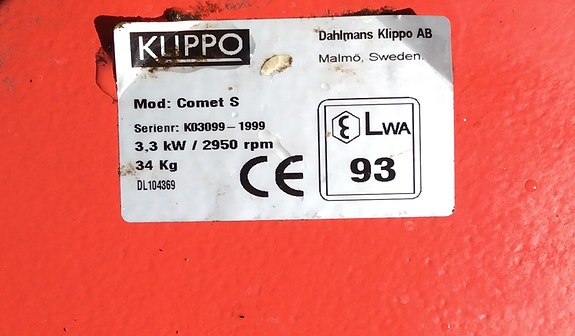 KLIPPO
Dahlmans Klippo AB
Malmö, Sweden.
Mod: Comet S
Serienr: K03099-1999
3,3 kW / 2950 rpm
34 Kg
DL104369
CE
ε LWA
93